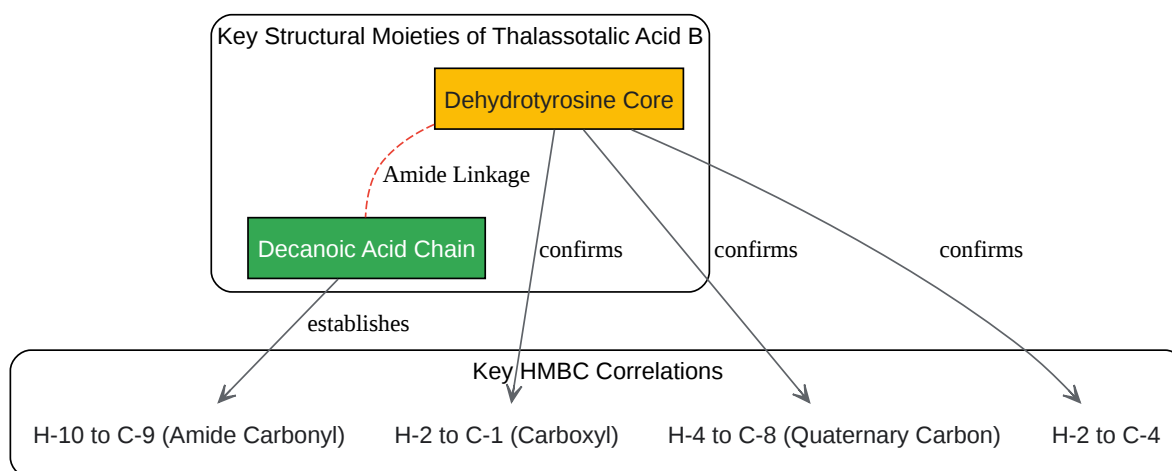 Key Structural Moieties of Thalassotalic Acid B
Dehydrotyrosine Core
Amide Linkage
Decanoic Acid Chain
confirms
confirms
confirms
establishes
Key HMBC Correlations
H-10 to C-9 (Amide Carbonyl)
H-2 to C-1 (Carboxyl)
H-4 to C-8 (Quaternary Carbon)
H-2 to C-4